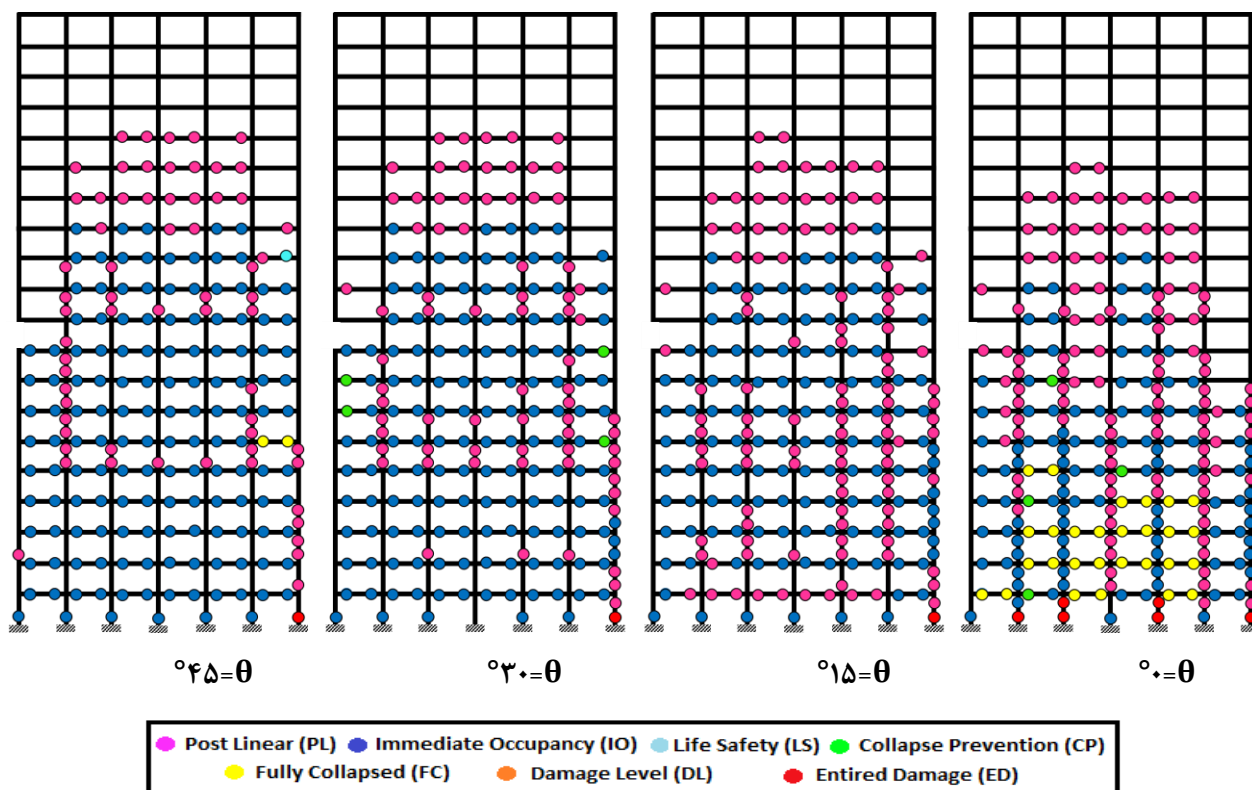 θ=۴۵°
θ=۳۰°
θ=۱۵°
θ=۰°
Post Linear (PL) Immediate Occupancy (IO) Life Safety (LS) Collapse Prevention (CP)
Fully Collapsed (FC) Damage Level (DL) Entired Damage (ED)